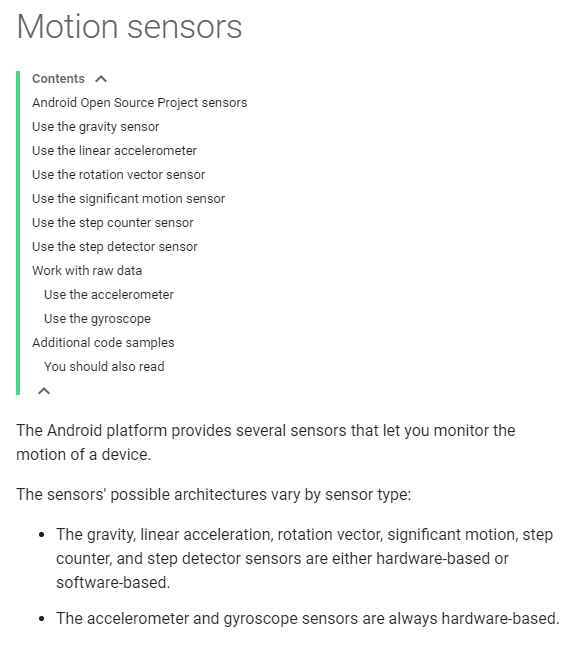 Motion sensors
Contents
Android Open Source Project sensors
Use the gravity sensor
Use the linear accelerometer
Use the rotation vector sensor
Use the significant motion sensor
Use the step counter sensor
Use the step detector sensor
Work with raw data
Use the accelerometer
Use the gyroscope
Additional code samples
You should also read
The Android platform provides several sensors that let you monitor the
motion of a device.
The sensors' possible architectures vary by sensor type:
• The gravity, linear acceleration, rotation vector, significant motion, step
counter, and step detector sensors are either hardware-based or
software-based.
• The accelerometer and gyroscope sensors are always hardware-based.